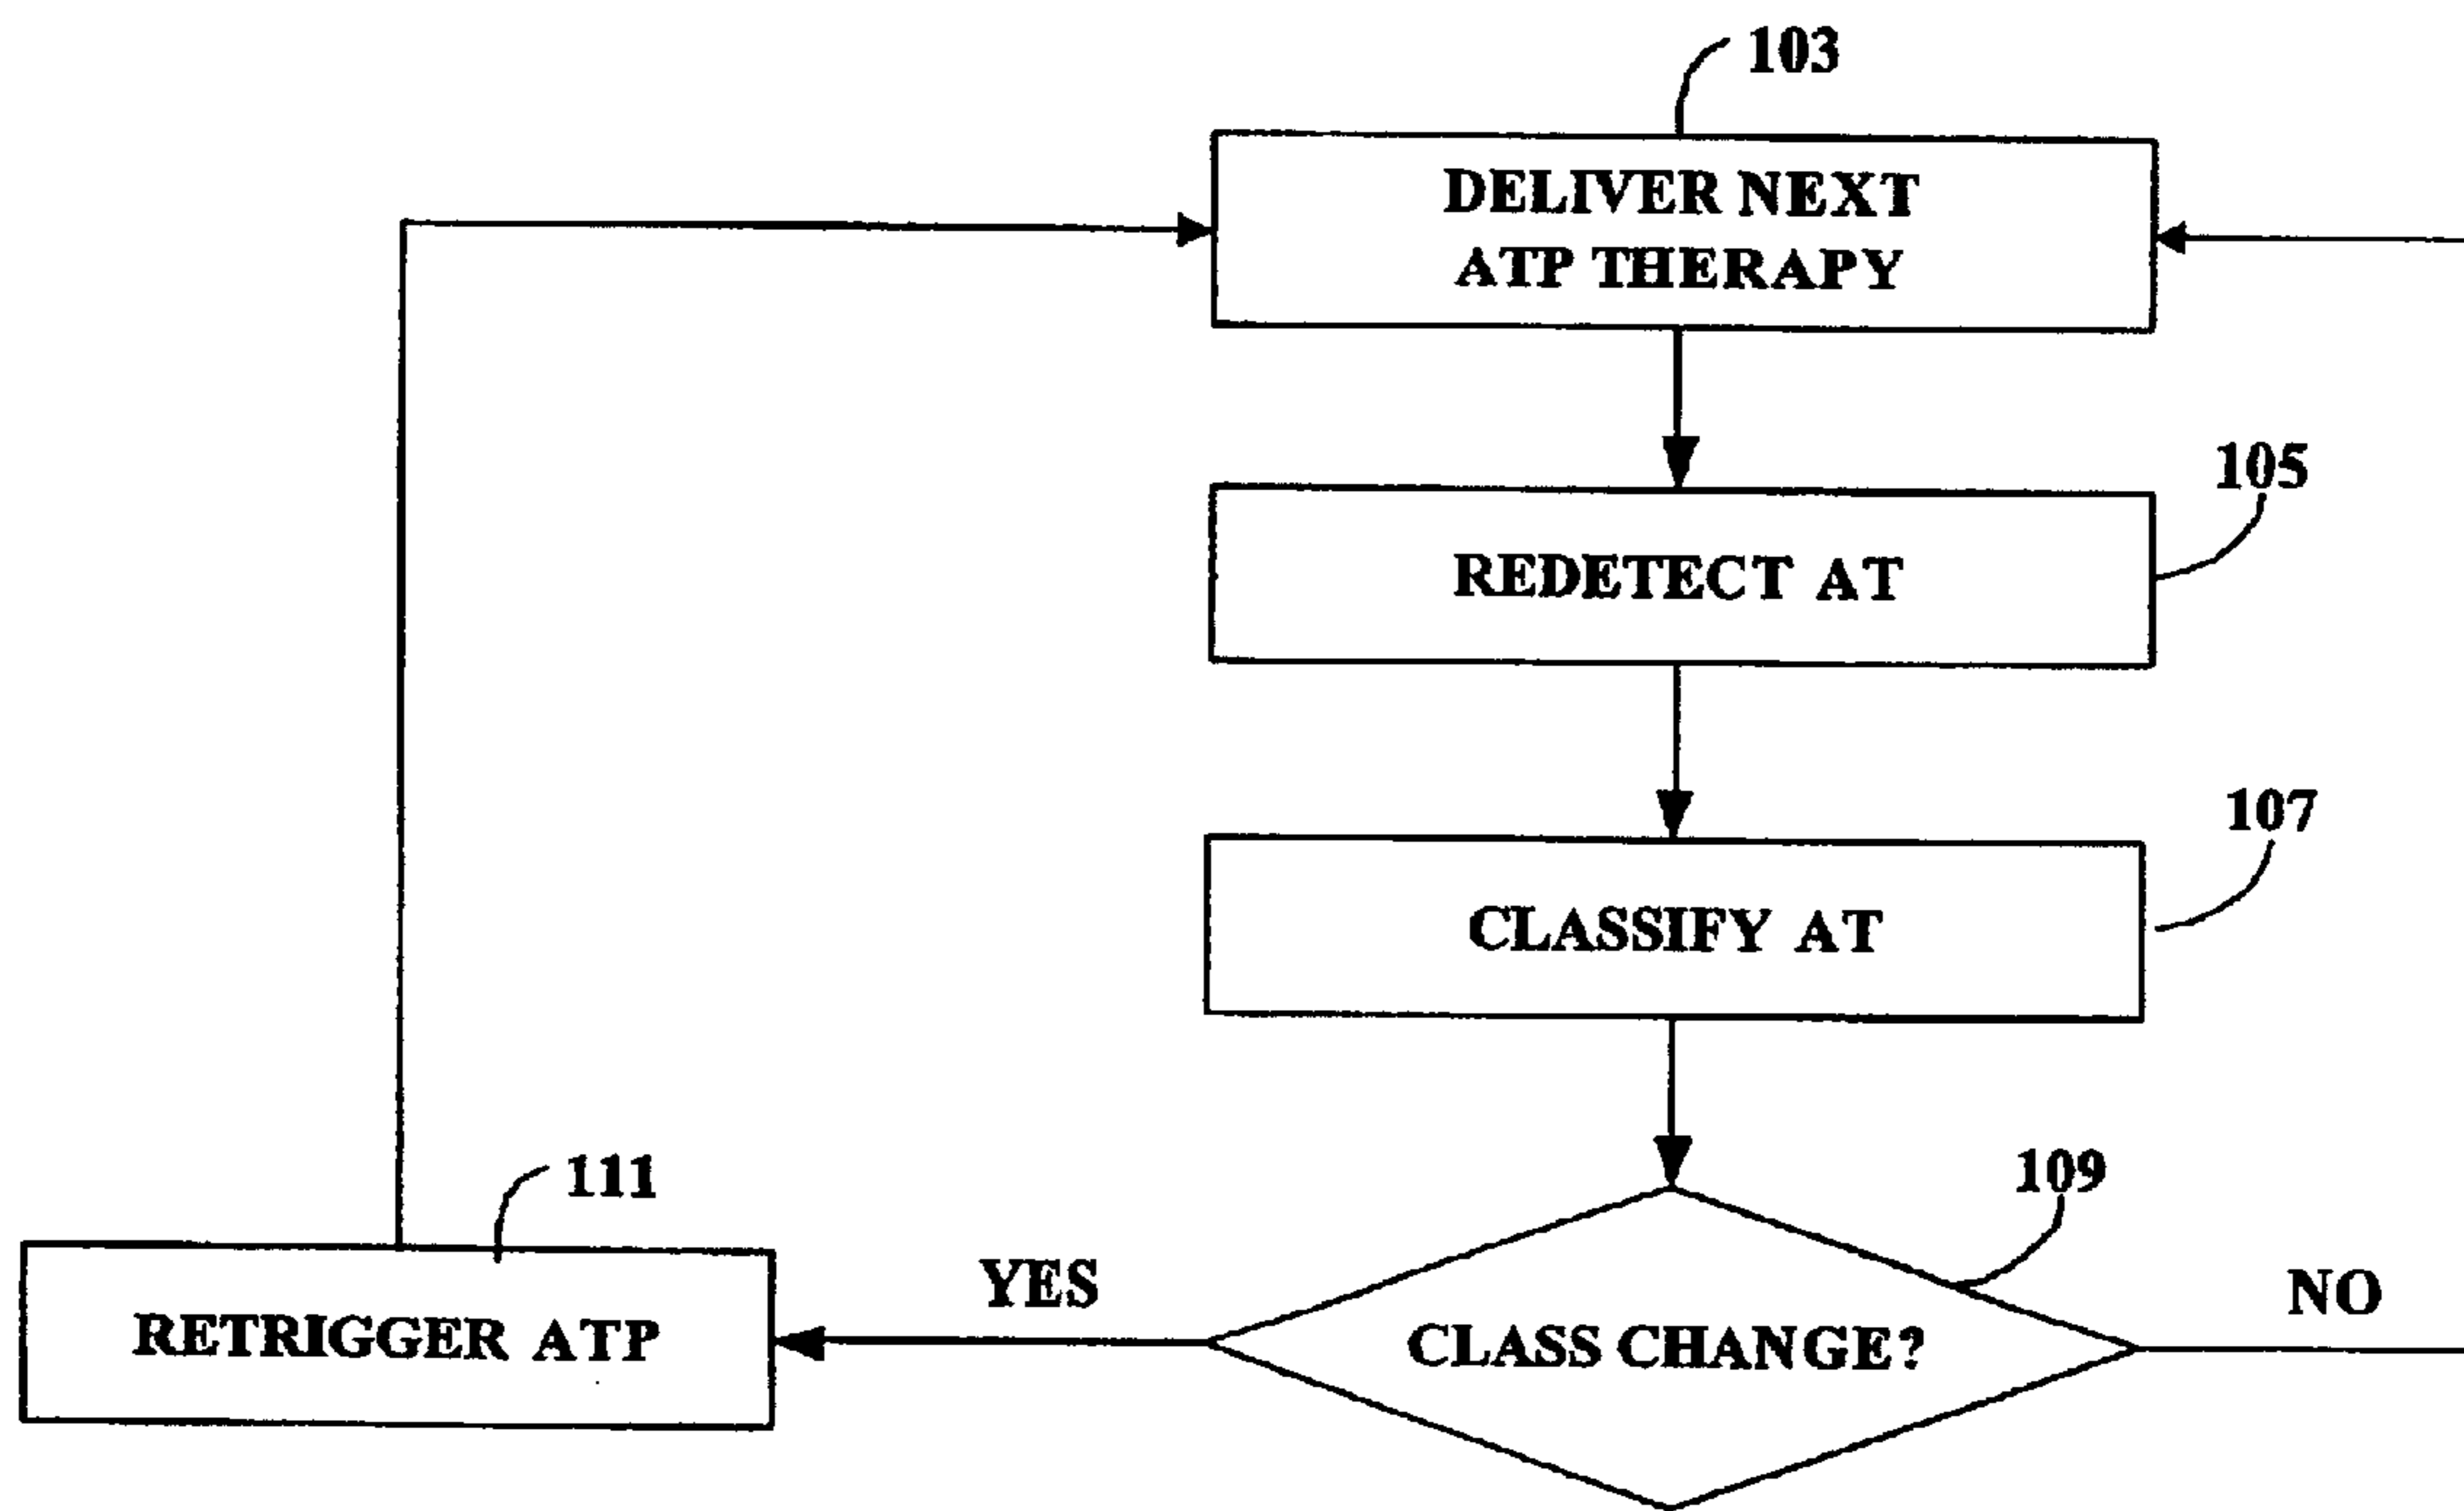 103
DELIVER NEXT
ATP THERAPY
105
REDETECT AT
107
CLASSIFY AT
109
CLASS CHANGE?
YES
NO
111
RETRIGGER ATP